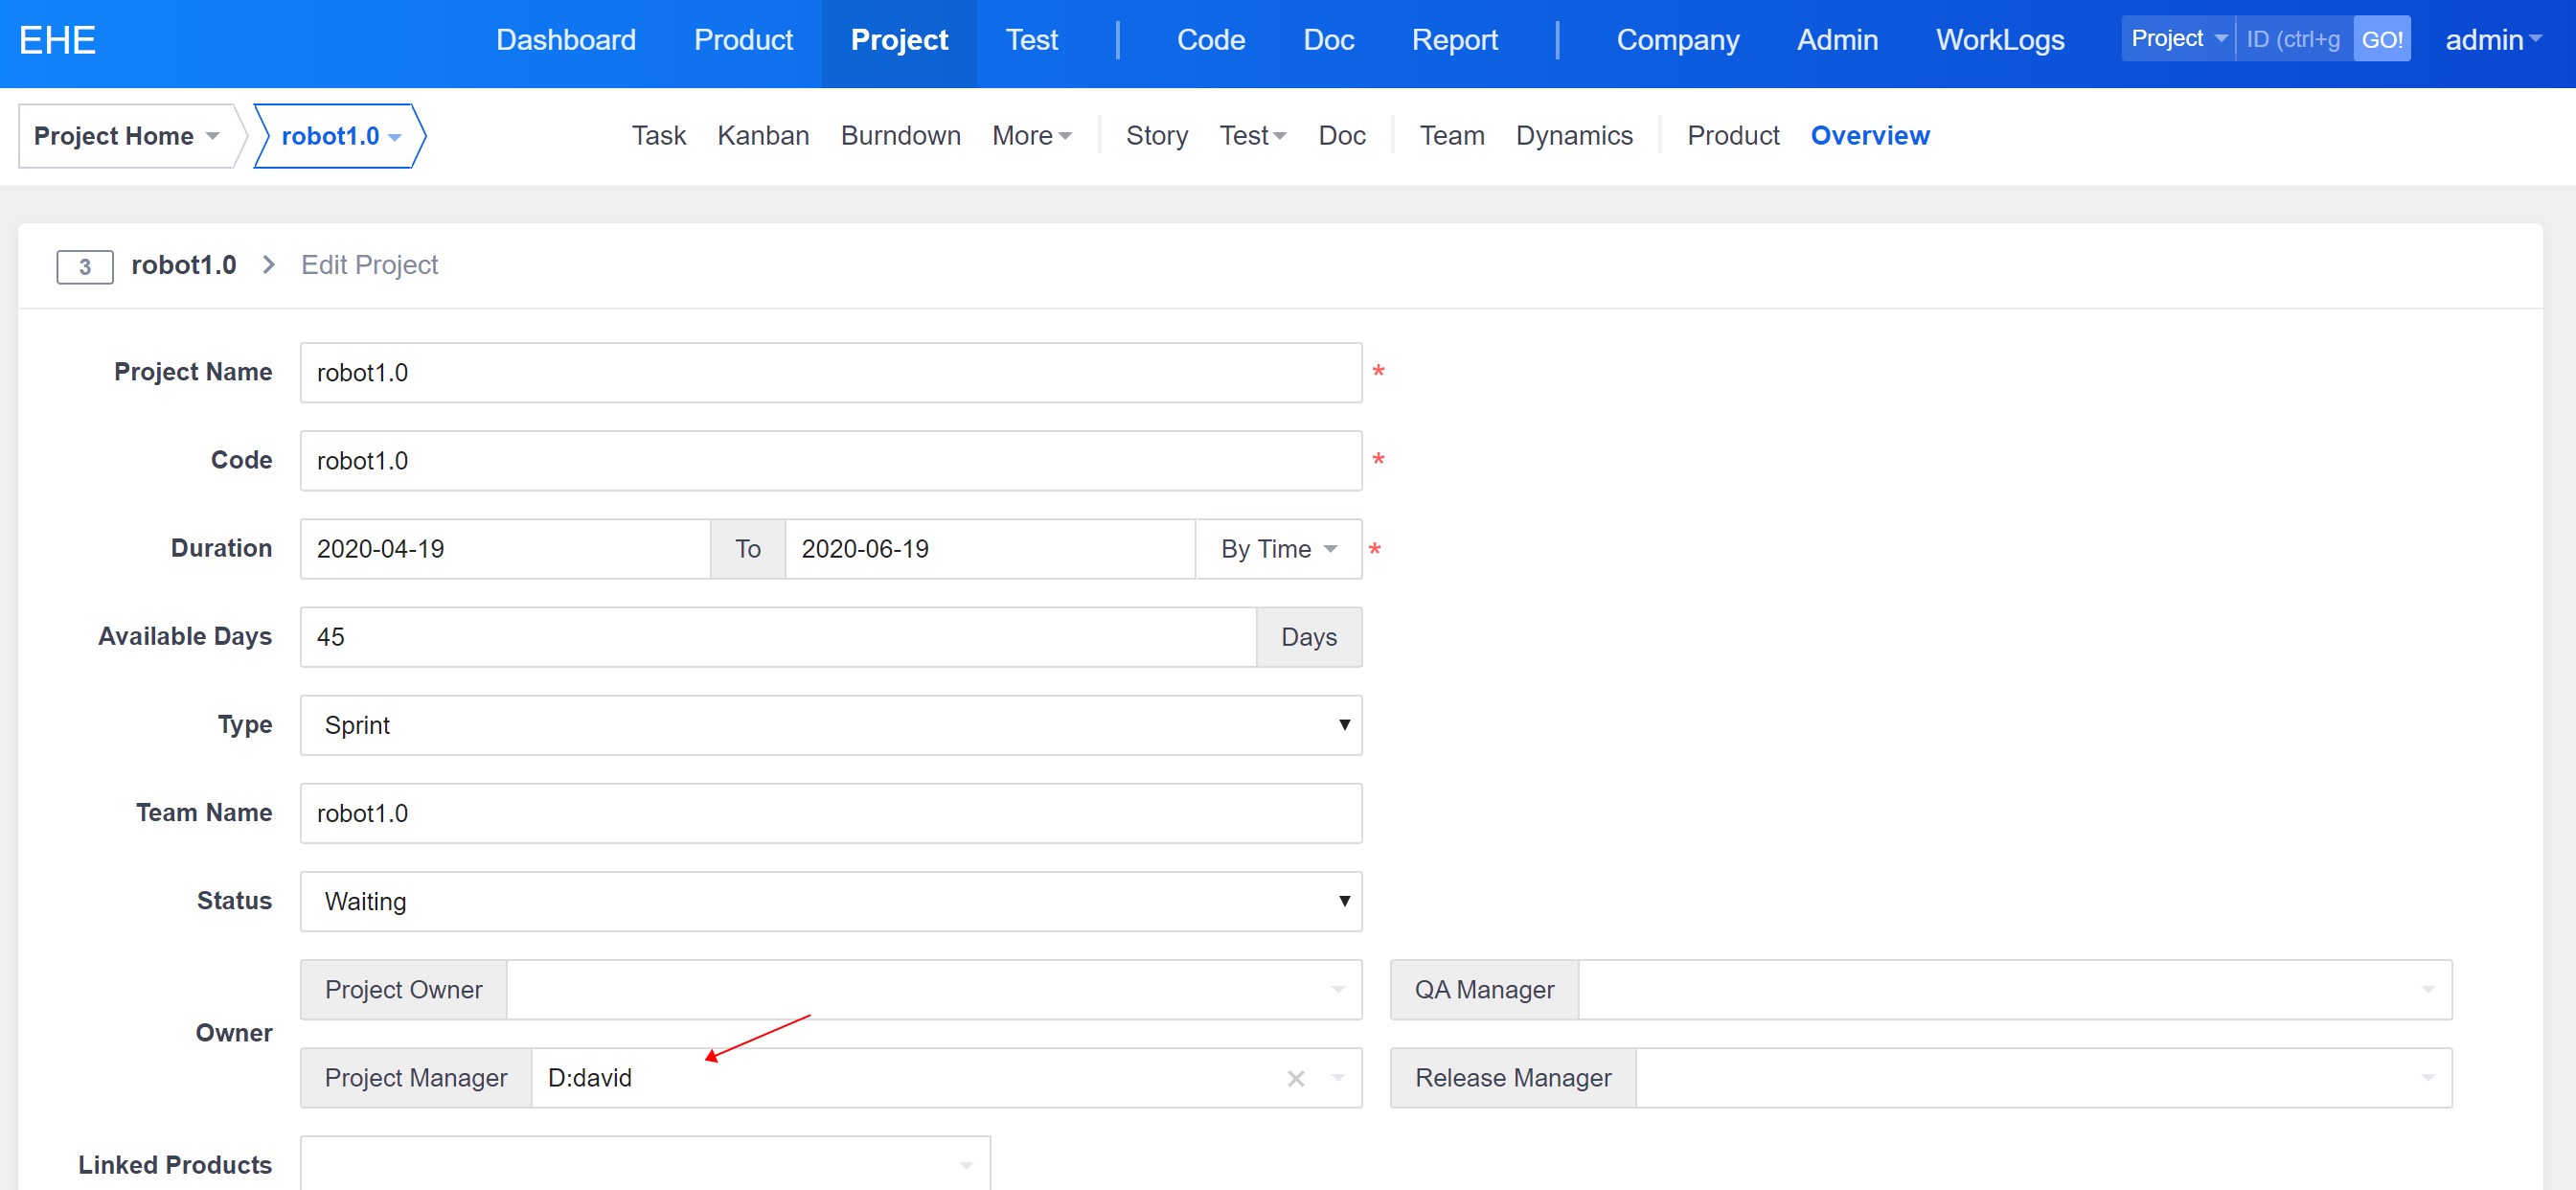 EHE Dashboard Product Project Test Code Doc Report Company Admin WorkLogs Project ID (ctrl+g GO! admin
Project Home robot1.0 Task Kanban Burndown More Story Test Doc Team Dynamics Product Overview
3 robot1.0 > Edit Project
Project Name robot1.0 *
Code robot1.0 *
Duration 2020-04-19 To 2020-06-19 By Time *
Available Days 45 Days
Type Sprint
Team Name robot1.0
Status Waiting
Project Owner QA Manager
Owner
Project Manager D:david × Release Manager
Linked Products